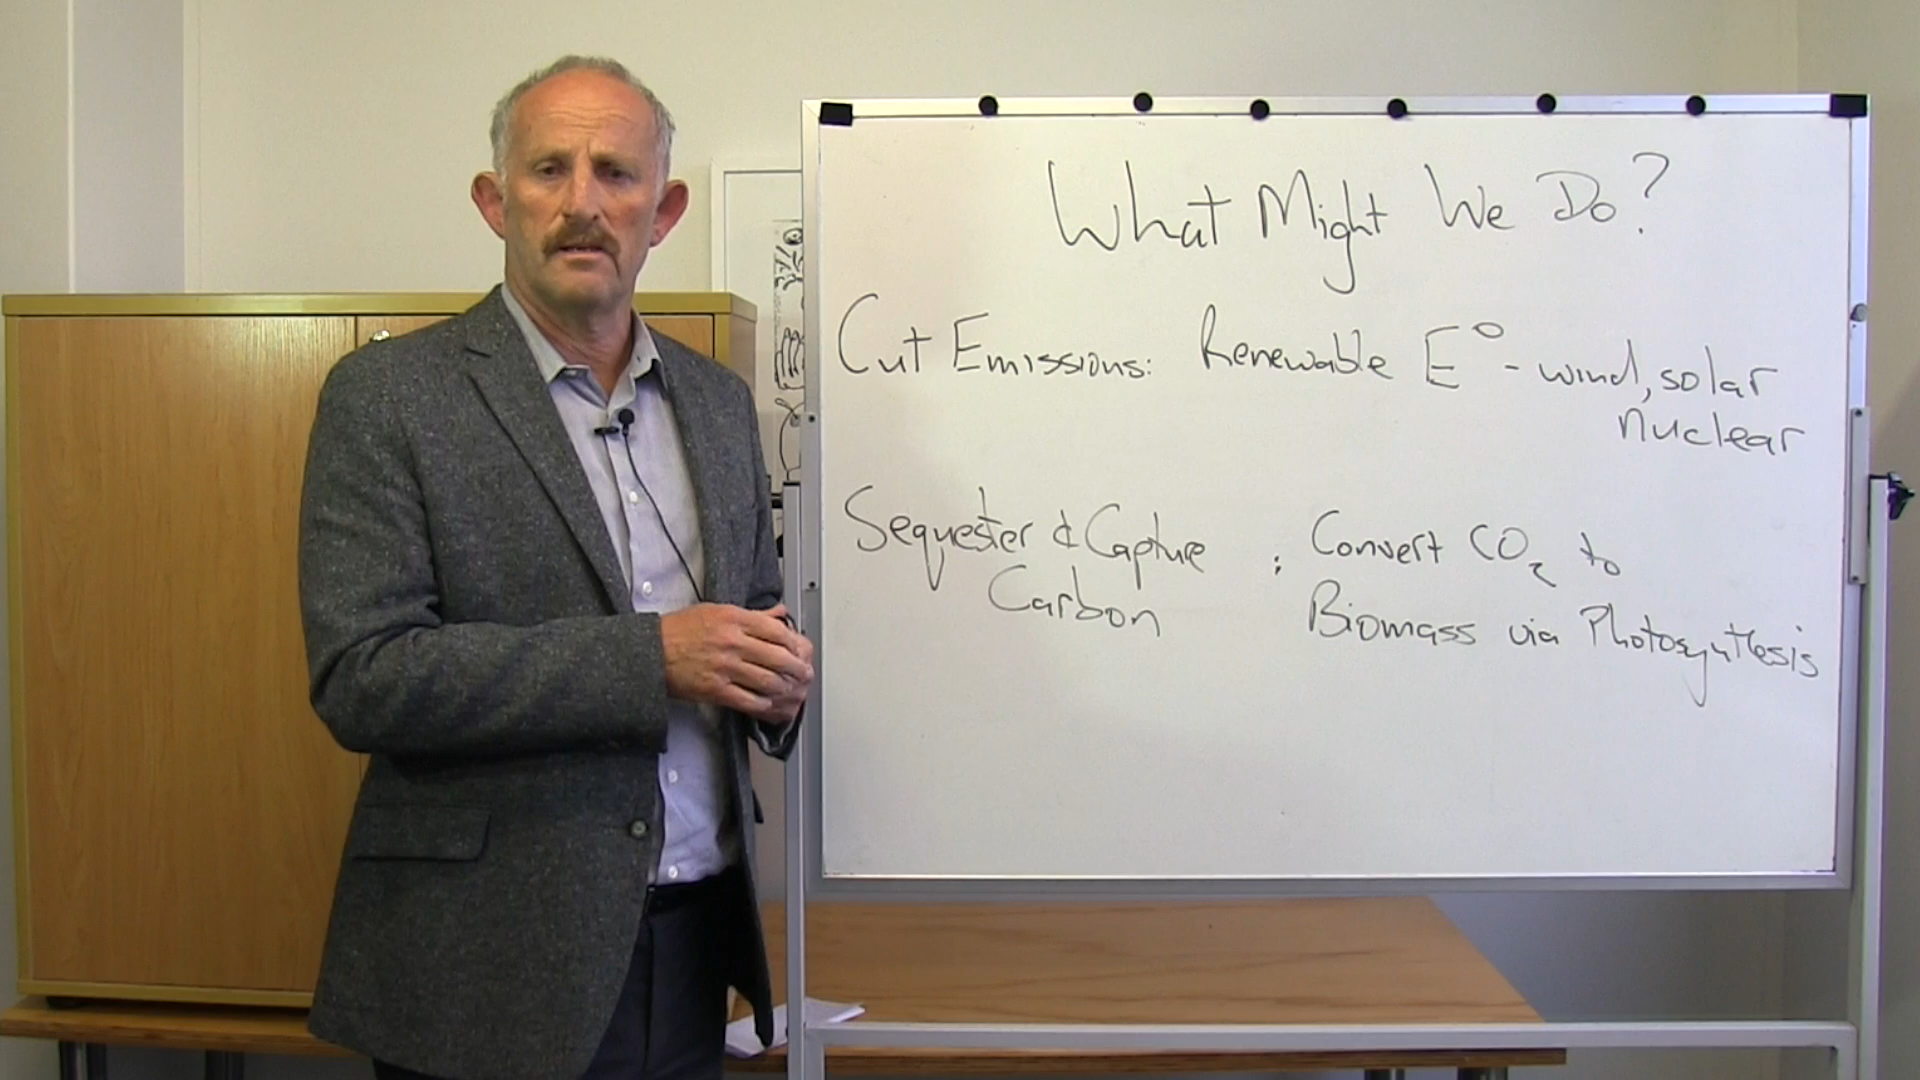 What Might We Do?
Cut Emissions: Renewable E° - wind, solar
nuclear
Sequester & Capture : Convert CO₂ to
Carbon Biomass via Photosynthesis